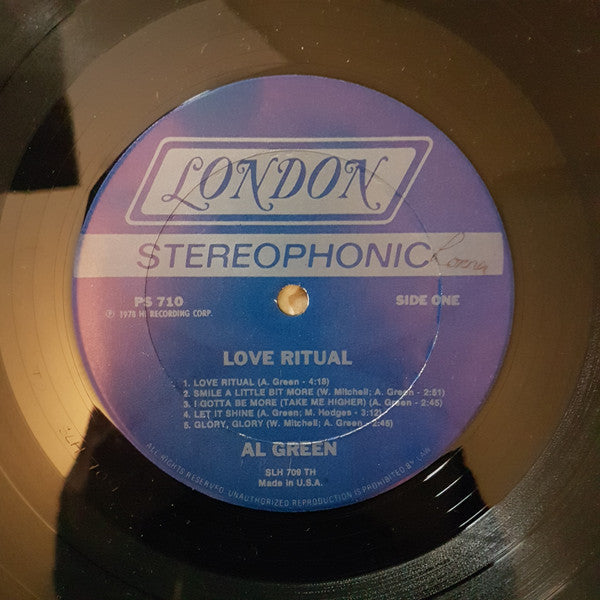 LONDON
STEREOPHONIC
Lorna
PS 710
SIDE ONE
℗ 1978 HI RECORDING CORP.
LOVE RITUAL
1. LOVE RITUAL (A. Green - 4:18)
2. SMILE A LITTLE BIT MORE (W. Mitchell; A. Green - 2:51)
3. I GOTTA BE MORE (TAKE ME HIGHER) (A. Green - 2:45)
4. LET IT SHINE (A. Green; M. Hedges - 3:12)
5. GLORY, GLORY (W. Mitchell; A. Green - 2:45)
AL GREEN
SLH 709 TH
Made in U.S.A.
ALL RIGHTS RESERVED. UNAUTHORIZED REPRODUCTION IS PROHIBITED BY LAW